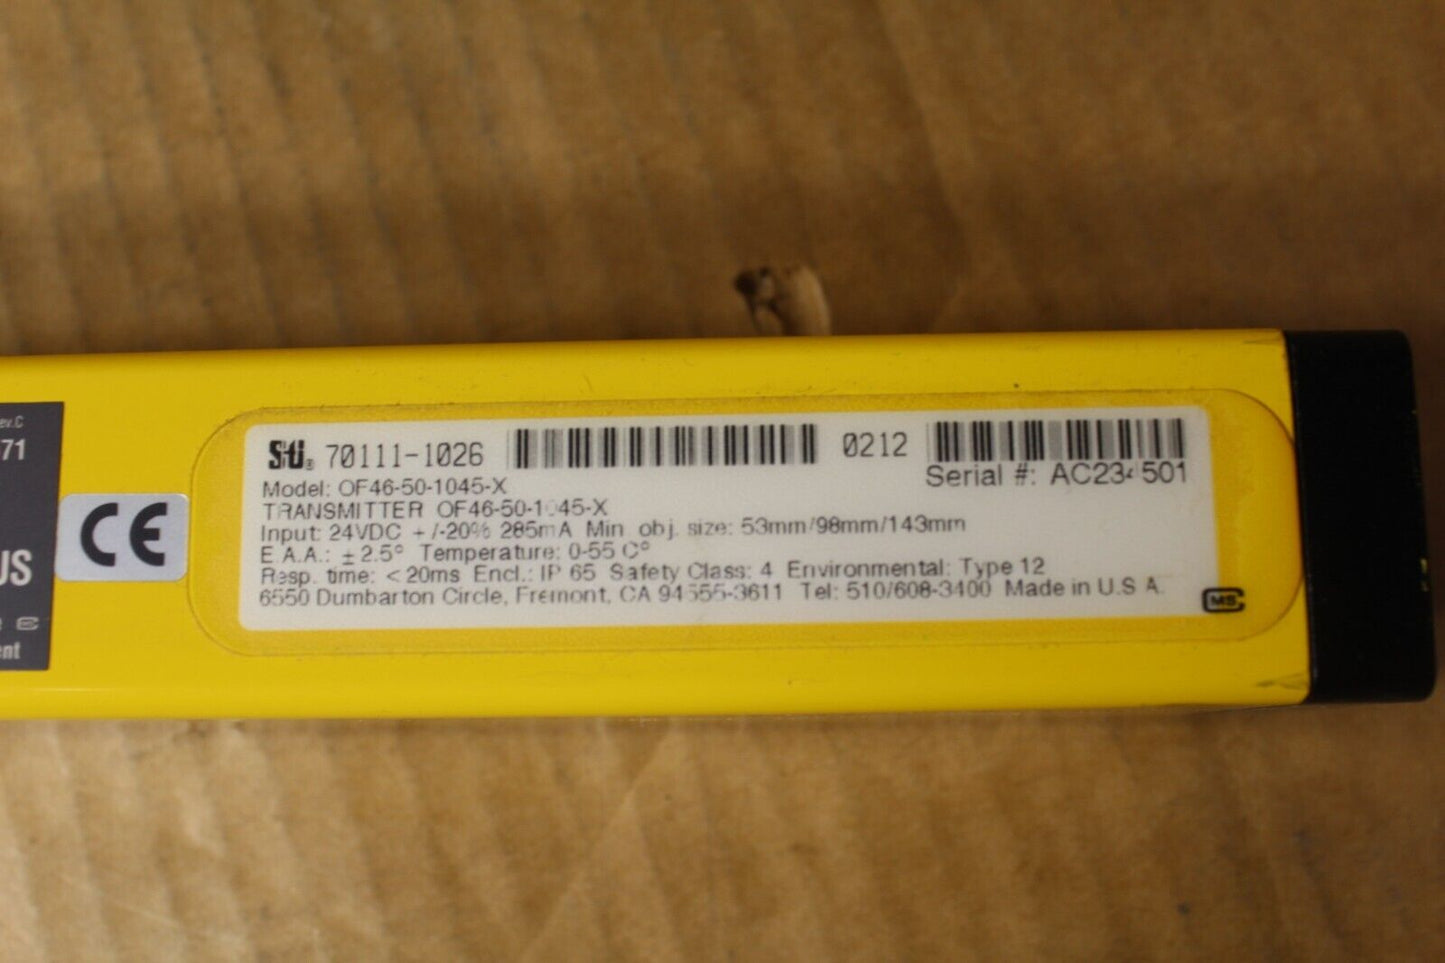 ev.C
71
US
e
ent
CE
STI® 70111-1026 0212
Serial #: AC234501
Model: OF46-50-1045-X
TRANSMITTER OF46-50-1045-X
Input: 24VDC +/-20% 285mA Min. obj. size: 53mm/98mm/143mm
E.A.A.: ±2.5° Temperature: 0-55 C°
Resp. time: <20ms Encl.: IP 65 Safety Class: 4 Environmental: Type 12
6550 Dumbarton Circle, Fremont, CA 94555-3611 Tel: 510/608-3400 Made in U.S.A.
CMS